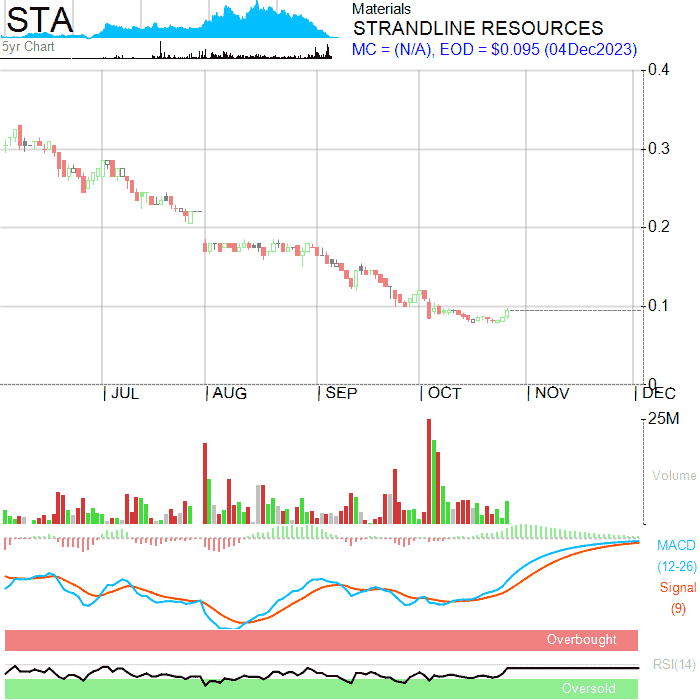 STA
5yr Chart
Materials
STRANDLINE RESOURCES
MC = (N/A), EOD = $0.095 (04Dec2023)
0.4
0.3
0.2
0.1
0
JUL AUG SEP OCT NOV DEC
25M
Volume
MACD
(12-26)
Signal
(9)
Overbought
RSI(14)
Oversold